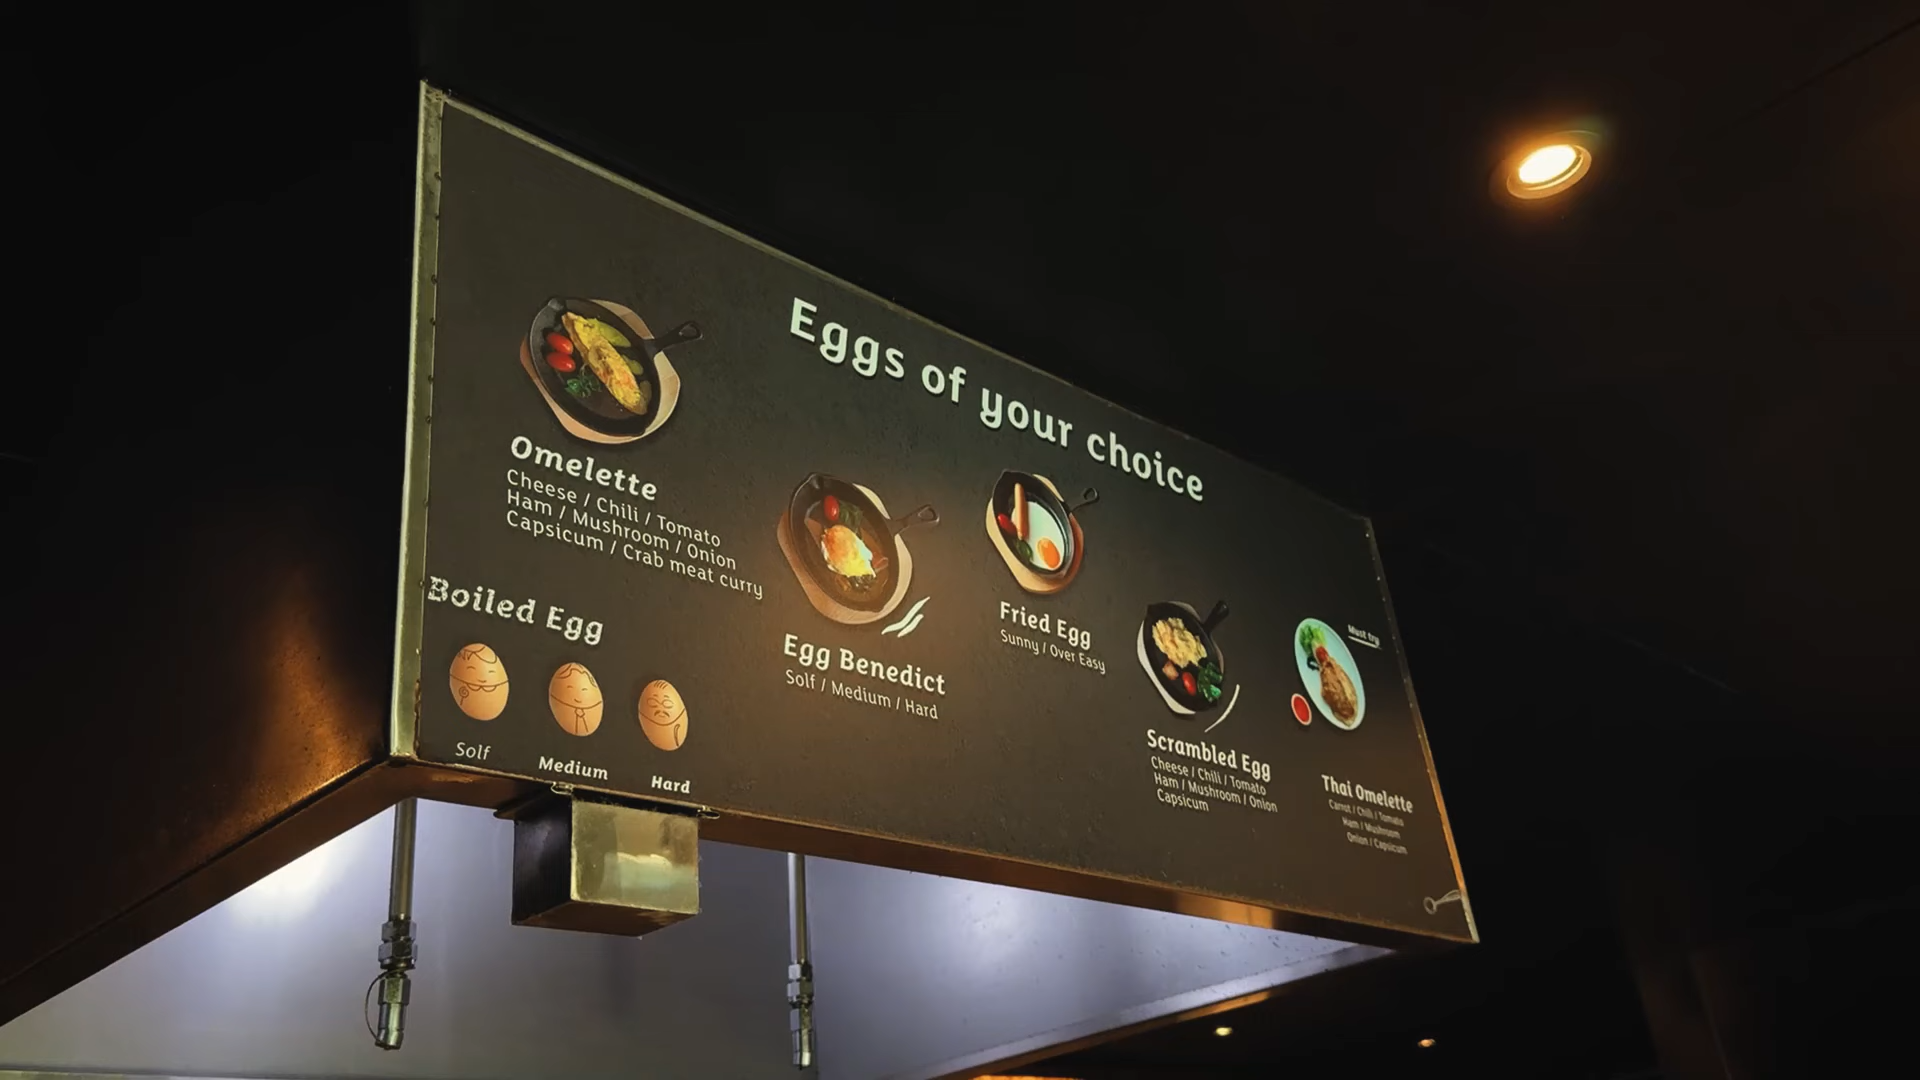 Eggs of your choice
Omelette
Cheese / Chili / Tomato
Ham / Mushroom / Onion
Capsicum / Crab meat curry
Boiled Egg
Solf
Medium
Hard
Egg Benedict
Solf / Medium / Hard
Fried Egg
Sunny / Over Easy
Scrambled Egg
Cheese / Chili / Tomato
Ham / Mushroom / Onion
Capsicum
Must try
Thai Omelette
Carrot / Chili / Tomato
Ham / Mushroom
Onion / Capsicum